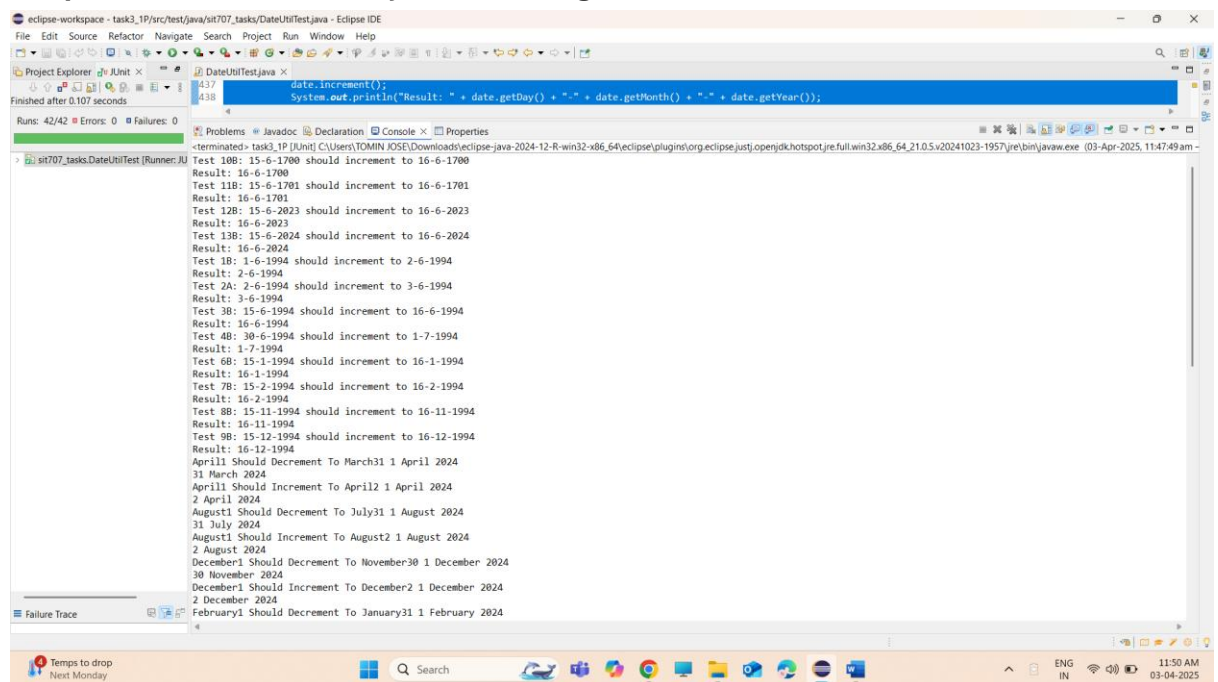 eclipse-workspace - task3_1P/src/test/java/sit707_tasks/DateUtilTest.java - Eclipse IDE
File Edit Source Refactor Navigate Search Project Run Window Help
Project Explorer JUnit
DateUtilTest.java
437 date.increment();
438 System.out.println("Result: " + date.getDay() + "-" + date.getMonth() + "-" + date.getYear());
Finished after 0.107 seconds
Runs: 42/42 Errors: 0 Failures: 0
sit707_tasks.DateUtilTest [Runner: JU
Problems Javadoc Declaration Console Properties
<terminated> task3_1P [JUnit] C:\Users\TOMIN JOSE\Downloads\eclipse-java-2024-12-R-win32-x86_64\eclipse\plugins\org.eclipse.justj.openjdk.hotspot.jre.full.win32.x86_64_21.0.5.v20241023-1957\jre\bin\javaw.exe (03-Apr-2025, 11:47:49 am –
Test 10B: 15-6-1700 should increment to 16-6-1700
Result: 16-6-1700
Test 11B: 15-6-1701 should increment to 16-6-1701
Result: 16-6-1701
Test 12B: 15-6-2023 should increment to 16-6-2023
Result: 16-6-2023
Test 13B: 15-6-2024 should increment to 16-6-2024
Result: 16-6-2024
Test 1B: 1-6-1994 should increment to 2-6-1994
Result: 2-6-1994
Test 2A: 2-6-1994 should increment to 3-6-1994
Result: 3-6-1994
Test 3B: 15-6-1994 should increment to 16-6-1994
Result: 16-6-1994
Test 4B: 30-6-1994 should increment to 1-7-1994
Result: 1-7-1994
Test 6B: 15-1-1994 should increment to 16-1-1994
Result: 16-1-1994
Test 7B: 15-2-1994 should increment to 16-2-1994
Result: 16-2-1994
Test 8B: 15-11-1994 should increment to 16-11-1994
Result: 16-11-1994
Test 9B: 15-12-1994 should increment to 16-12-1994
Result: 16-12-1994
April1 Should Decrement To March31 1 April 2024
31 March 2024
April1 Should Increment To April2 1 April 2024
2 April 2024
August1 Should Decrement To July31 1 August 2024
31 July 2024
August1 Should Increment To August2 1 August 2024
2 August 2024
December1 Should Decrement To November30 1 December 2024
30 November 2024
December1 Should Increment To December2 1 December 2024
2 December 2024
February1 Should Decrement To January31 1 February 2024
Failure Trace
Temps to drop
Next Monday
Search
ENG
IN
11:50 AM
03-04-2025